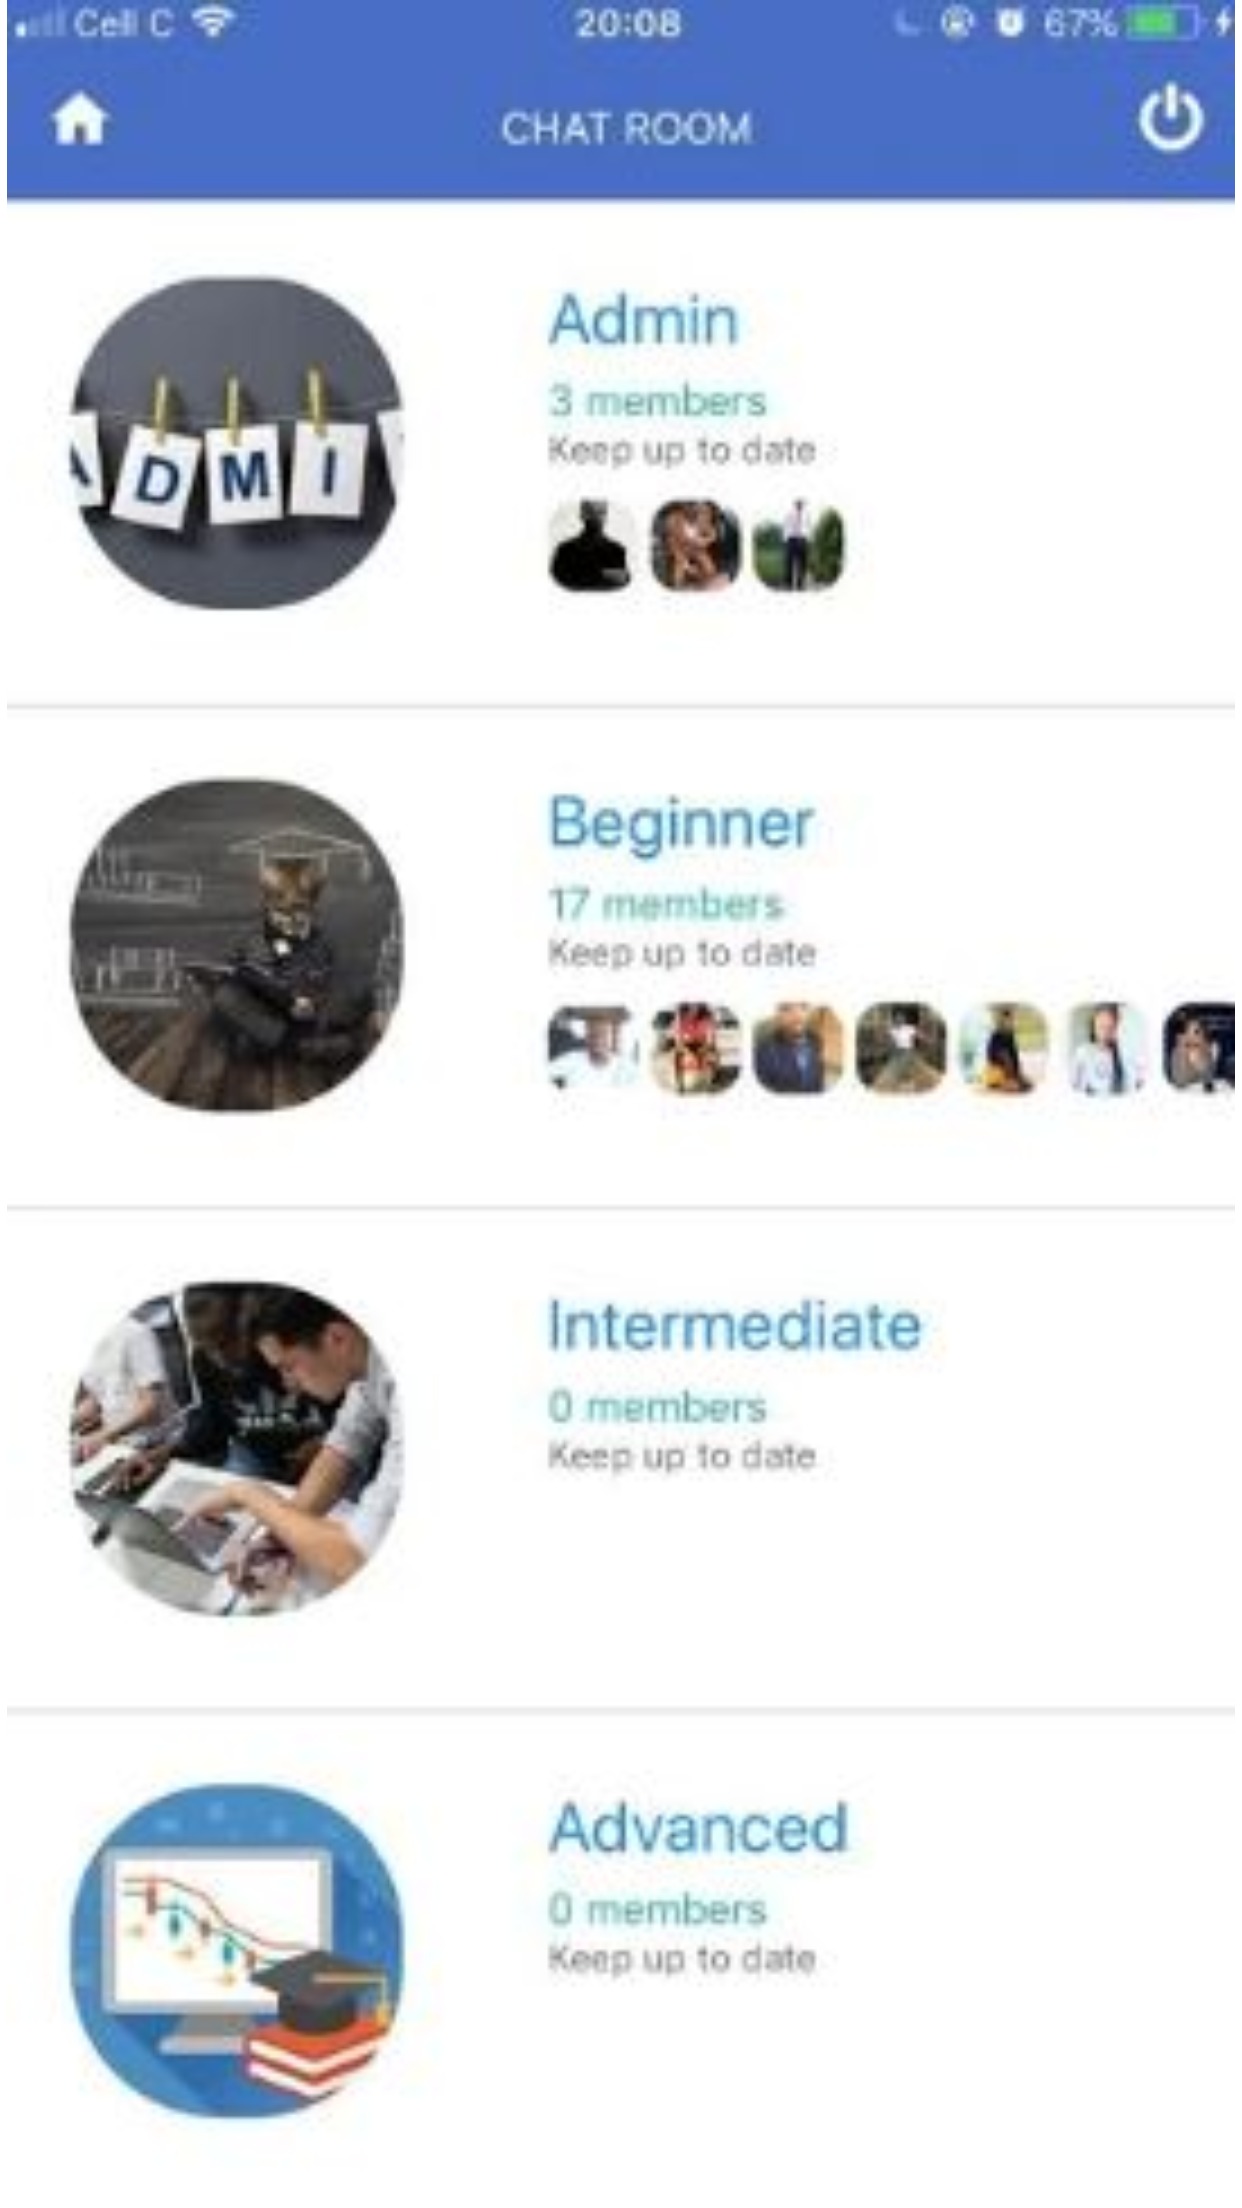 Cell C
20:08
67%
CHAT ROOM
ADMI
Admin
3 members
Keep up to date
Beginner
17 members
Keep up to date
Intermediate
0 members
Keep up to date
Advanced
0 members
Keep up to date